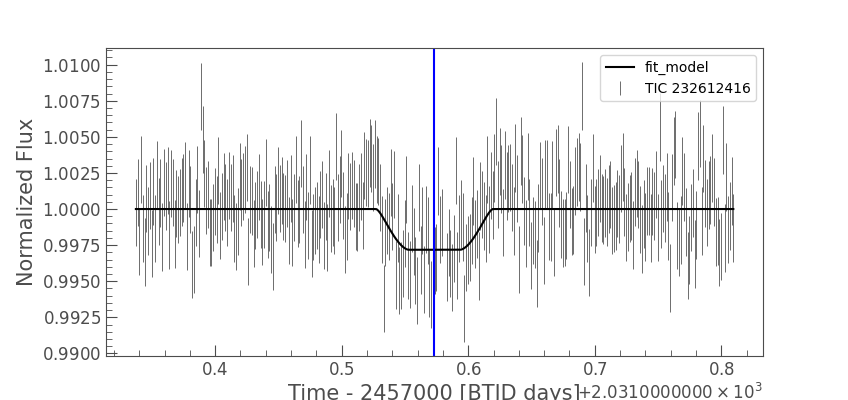 Normalized Flux
1.0100
1.0075
1.0050
1.0025
1.0000
0.9975
0.9950
0.9925
0.9900
fit_model
TIC 232612416
0.4 0.5 0.6 0.7 0.8
Time - 2457000 [BTJD days]
+2.0310000000 × 10³